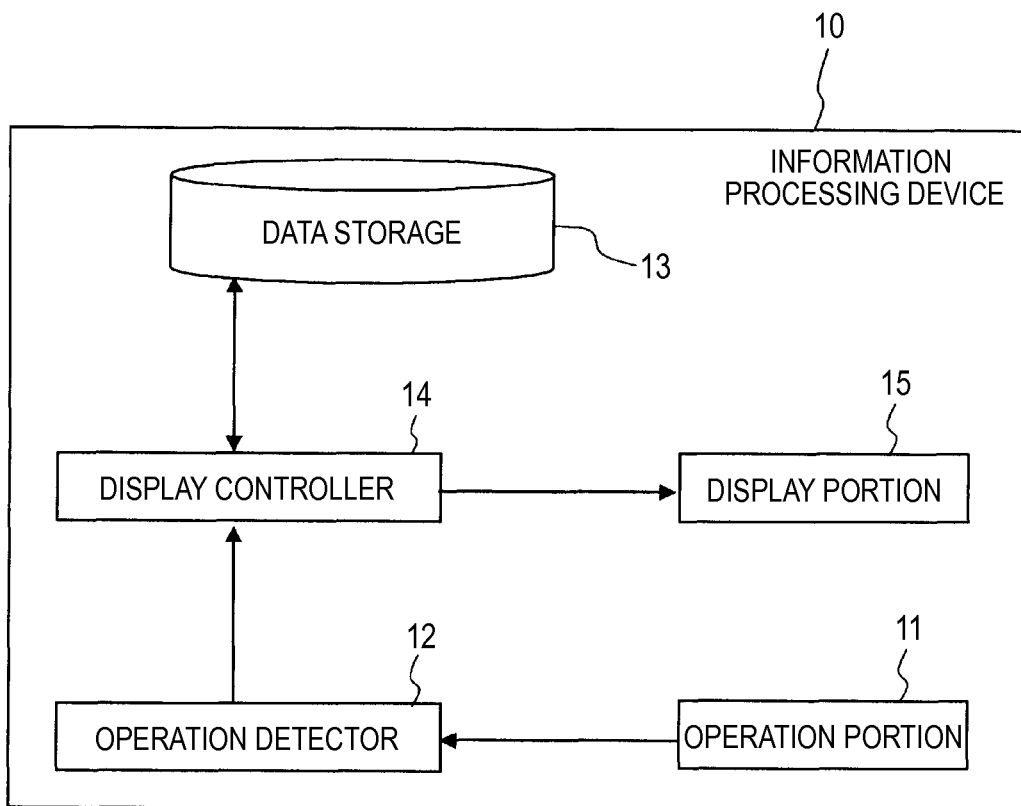 10
INFORMATION
PROCESSING DEVICE
DATA STORAGE
13
14
15
DISPLAY CONTROLLER
DISPLAY PORTION
12
11
OPERATION DETECTOR
OPERATION PORTION